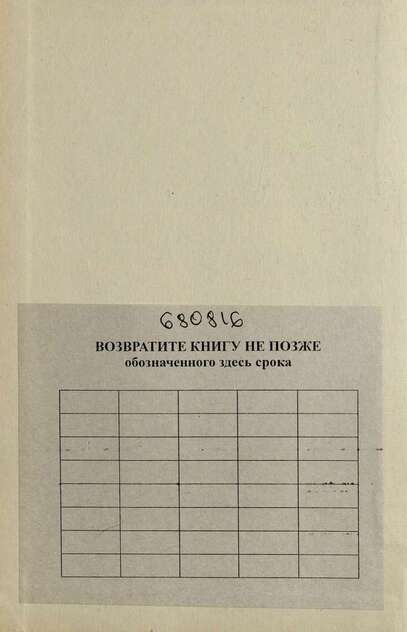 680816
ВОЗВРАТИТЕ КНИГУ НЕ ПОЗЖЕ
обозначенного здесь срока